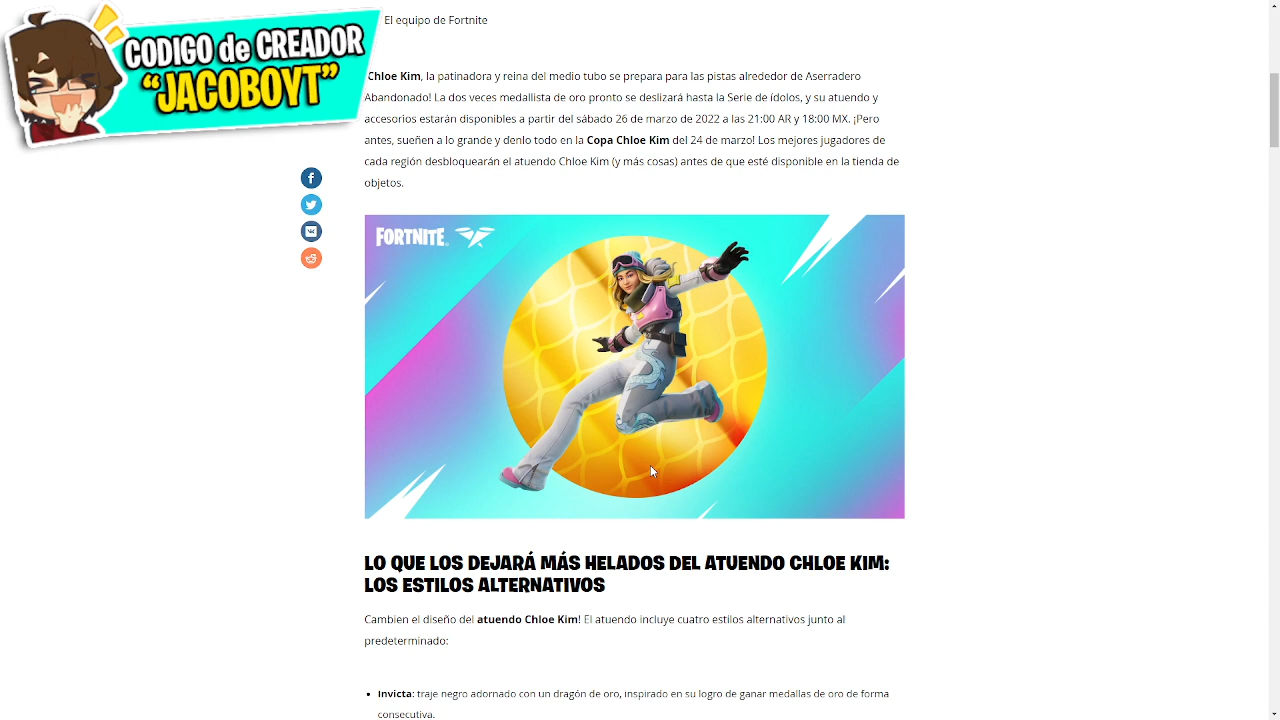 CODIGO de CREADOR
"JACOBOYT"
El equipo de Fortnite
Chloe Kim, la patinadora y reina del medio tubo se prepara para las pistas alrededor de Aserradero
Abandonado! La dos veces medallista de oro pronto se deslizará hasta la Serie de ídolos, y su atuendo y
accesorios estarán disponibles a partir del sábado 26 de marzo de 2022 a las 21:00 AR y 18:00 MX. ¡Pero
antes, sueñen a lo grande y denlo todo en la Copa Chloe Kim del 24 de marzo! Los mejores jugadores de
cada región desbloquearán el atuendo Chloe Kim (y más cosas) antes de que esté disponible en la tienda de
objetos.
FORTNITE
LO QUE LOS DEJARÁ MÁS HELADOS DEL ATUENDO CHLOE KIM:
LOS ESTILOS ALTERNATIVOS
Cambien el diseño del atuendo Chloe Kim! El atuendo incluye cuatro estilos alternativos junto al
predeterminado:
• Invicta: traje negro adornado con un dragón de oro, inspirado en su logro de ganar medallas de oro de forma
consecutiva.